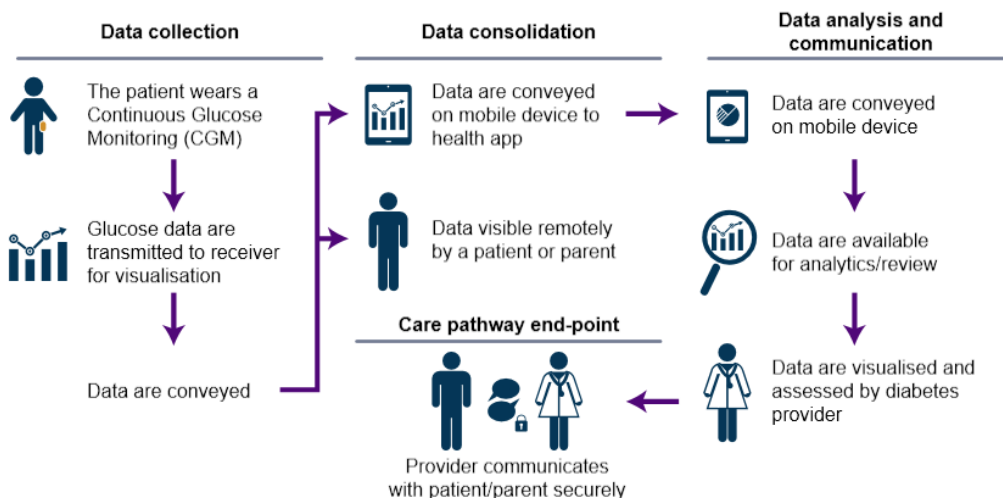 Data collection
The patient wears a
Continuous Glucose
Monitoring (CGM)
Glucose data are
transmitted to receiver
for visualisation
Data are conveyed
Data consolidation
Data are conveyed
on mobile device to
health app
Data visible remotely
by a patient or parent
Data analysis and
communication
Data are conveyed
on mobile device
Data are available
for analytics/review
Data are visualised and
assessed by diabetes
provider
Care pathway end-point
Provider communicates
with patient/parent securely